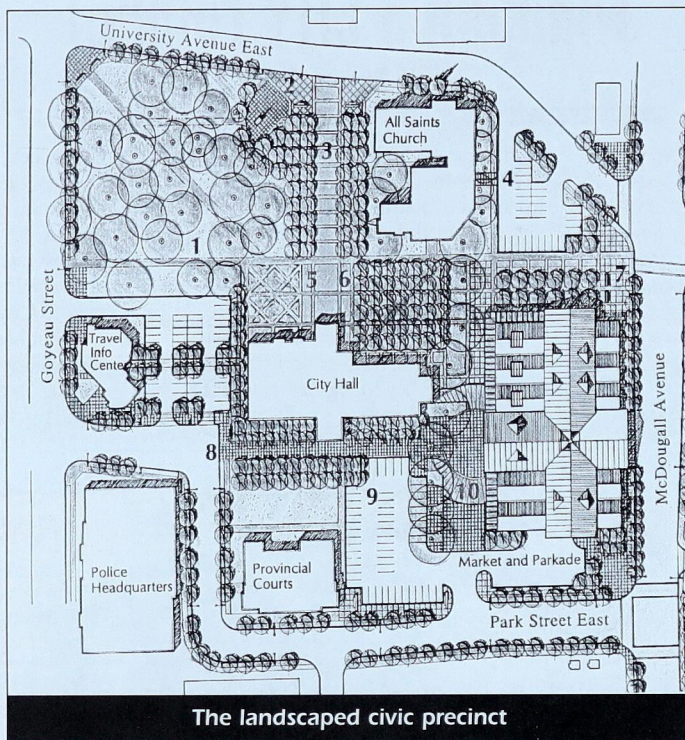 University Avenue East
2
All Saints
Church
3
4
1
5
6
7
Goyeau Street
Travel
Info
Center
City Hall
McDougall Avenue
8
9
10
Police
Headquarters
Provincial
Courts
Market and Parkade
Park Street East
The landscaped civic precinct